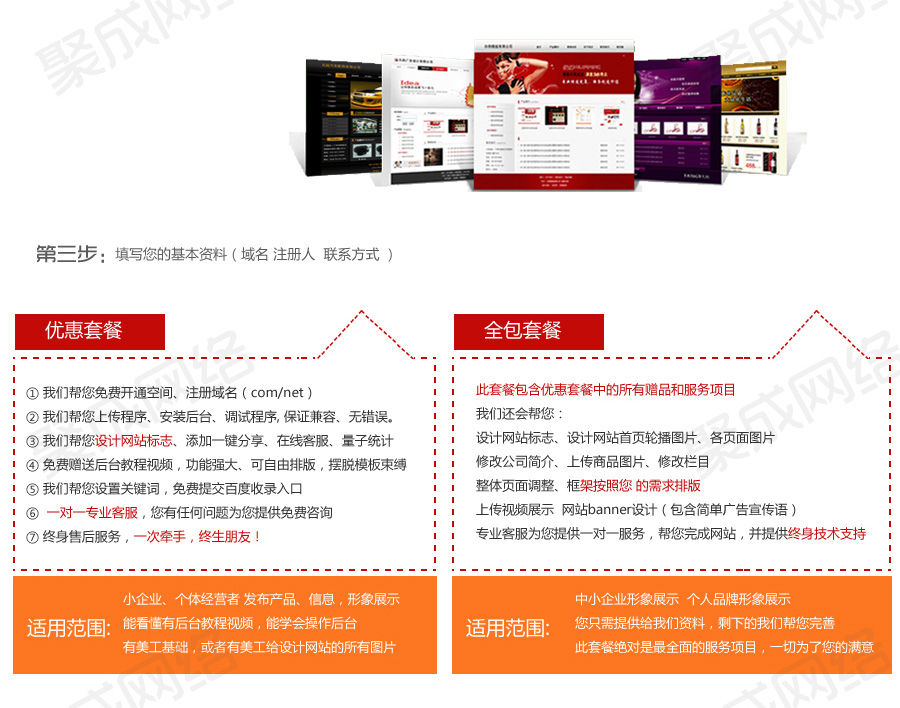 聚成网络
第三步：填写您的基本资料（域名 注册人 联系方式 ）
优惠套餐
① 我们帮您免费开通空间、注册域名（com/net）
② 我们帮您上传程序、安装后台、调试程序, 保证兼容、无错误。
③ 我们帮您设计网站标志、添加一键分享、在线客服、量子统计
④ 免费赠送后台教程视频，功能强大、可自由排版，摆脱模板束缚
⑤ 我们帮您设置关键词，免费提交百度收录入口
⑥ 一对一专业客服，您有任何问题为您提供免费咨询
⑦ 终身售后服务，一次牵手，终生朋友！
适用范围:
小企业、个体经营者 发布产品、信息，形象展示
能看懂有后台教程视频，能学会操作后台
有美工基础，或者有美工给设计网站的所有图片
全包套餐
此套餐包含优惠套餐中的所有赠品和服务项目
我们还会帮您：
设计网站标志、设计网站首页轮播图片、各页面图片
修改公司简介、上传商品图片、修改栏目
整体页面调整、框架按照您 的需求排版
上传视频展示 网站banner设计（包含简单广告宣传语）
专业客服为您提供一对一服务，帮您完成网站，并提供终身技术支持
适用范围:
中小企业形象展示 个人品牌形象展示
您只需提供给我们资料，剩下的我们帮您完善
此套餐绝对是最全面的服务项目，一切为了您的满意